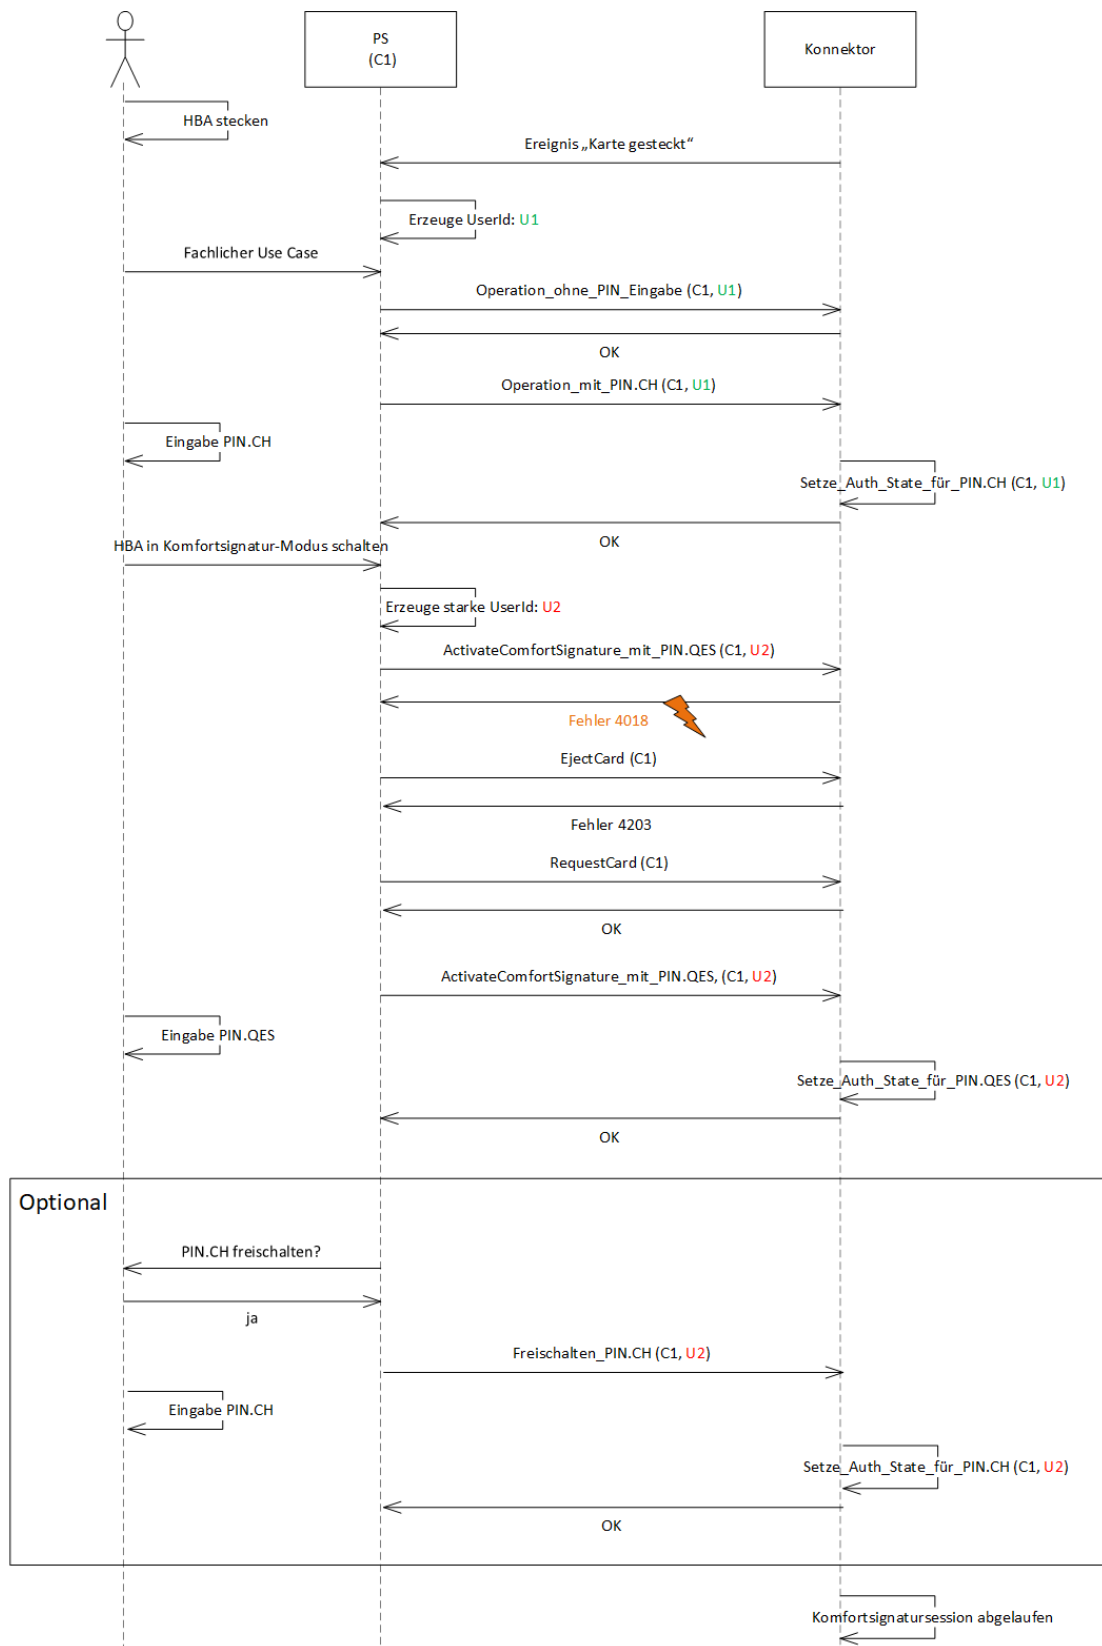 PS
(C1)
Konnektor
HBA stecken
Ereignis „Karte gesteckt“
Erzeuge UserId: U1
Fachlicher Use Case
Operation_ohne_PIN_Eingabe (C1, U1)
OK
Operation_mit_PIN.CH (C1, U1)
Eingabe PIN.CH
Setze_Auth_State_für_PIN.CH (C1, U1)
OK
HBA in Komfortsignatur-Modus schalten
Erzeuge starke UserId: U2
ActivateComfortSignature_mit_PIN.QES (C1, U2)
Fehler 4018
EjectCard (C1)
Fehler 4203
RequestCard (C1)
OK
ActivateComfortSignature_mit_PIN.QES, (C1, U2)
Eingabe PIN.QES
Setze_Auth_State_für_PIN.QES (C1, U2)
OK
Optional
PIN.CH freischalten?
ja
Freischalten_PIN.CH (C1, U2)
Eingabe PIN.CH
Setze_Auth_State_für_PIN.CH (C1, U2)
OK
Komfortsignatursession abgelaufen